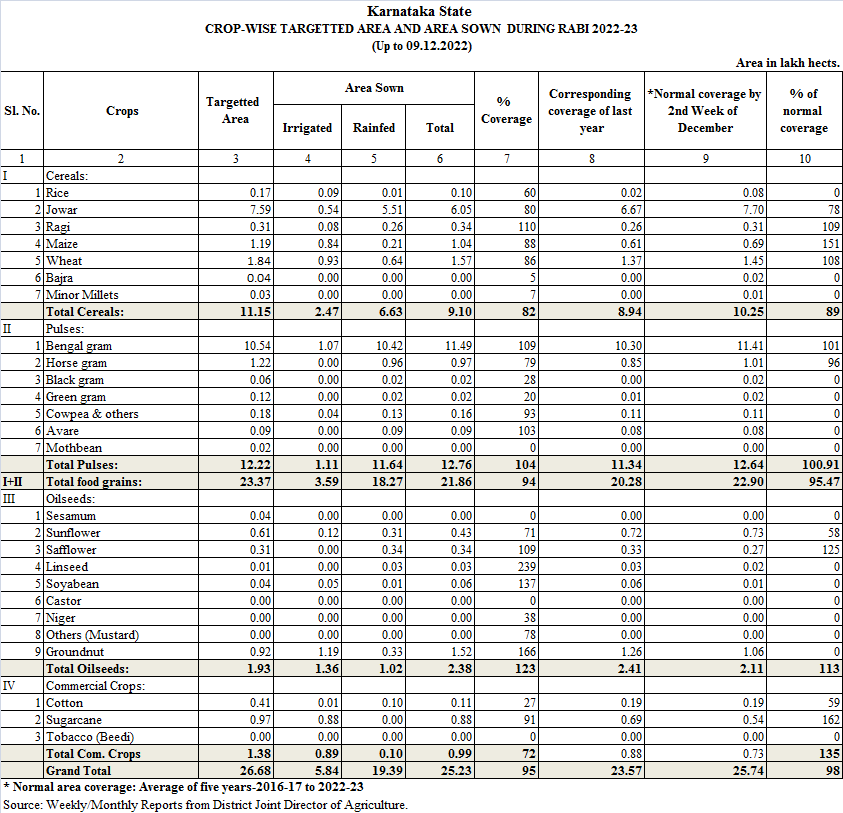 Karnataka State
CROP-WISE TARGETTED AREA AND AREA SOWN DURING RABI 2022-23
(Up to 09.12.2022)
Area in lakh hects.
Sl. No. Crops Targetted Area Area Sown % Coverage Corresponding coverage of last year *Normal coverage by 2nd Week of December % of normal coverage
Irrigated Rainfed Total
1 2 3 4 5 6 7 8 9 10
I Cereals:
1 Rice 0.17 0.09 0.01 0.10 60 0.02 0.08 0
2 Jowar 7.59 0.54 5.51 6.05 80 6.67 7.70 78
3 Ragi 0.31 0.08 0.26 0.34 110 0.26 0.31 109
4 Maize 1.19 0.84 0.21 1.04 88 0.61 0.69 151
5 Wheat 1.84 0.93 0.64 1.57 86 1.37 1.45 108
6 Bajra 0.04 0.00 0.00 0.00 5 0.00 0.02 0
7 Minor Millets 0.03 0.00 0.00 0.00 7 0.00 0.01 0
Total Cereals: 11.15 2.47 6.63 9.10 82 8.94 10.25 89
II Pulses:
1 Bengal gram 10.54 1.07 10.42 11.49 109 10.30 11.41 101
2 Horse gram 1.22 0.00 0.96 0.97 79 0.85 1.01 96
3 Black gram 0.06 0.00 0.02 0.02 28 0.00 0.02 0
4 Green gram 0.12 0.00 0.02 0.02 20 0.01 0.02 0
5 Cowpea & others 0.18 0.04 0.13 0.16 93 0.11 0.11 0
6 Avare 0.09 0.00 0.09 0.09 103 0.08 0.08 0
7 Mothbean 0.02 0.00 0.00 0.00 0 0.00 0.00 0
Total Pulses: 12.22 1.11 11.64 12.76 104 11.34 12.64 100.91
I+II Total food grains: 23.37 3.59 18.27 21.86 94 20.28 22.90 95.47
III Oilseeds:
1 Sesamum 0.04 0.00 0.00 0.00 0 0.00 0.00 0
2 Sunflower 0.61 0.12 0.31 0.43 71 0.72 0.73 58
3 Safflower 0.31 0.00 0.34 0.34 109 0.33 0.27 125
4 Linseed 0.01 0.00 0.03 0.03 239 0.03 0.02 0
5 Soyabean 0.04 0.05 0.01 0.06 137 0.06 0.01 0
6 Castor 0.00 0.00 0.00 0.00 0 0.00 0.00 0
7 Niger 0.00 0.00 0.00 0.00 38 0.00 0.00 0
8 Others (Mustard) 0.00 0.00 0.00 0.00 78 0.00 0.00 0
9 Groundnut 0.92 1.19 0.33 1.52 166 1.26 1.06 0
Total Oilseeds: 1.93 1.36 1.02 2.38 123 2.41 2.11 113
IV Commercial Crops:
1 Cotton 0.41 0.01 0.10 0.11 27 0.19 0.19 59
2 Sugarcane 0.97 0.88 0.00 0.88 91 0.69 0.54 162
3 Tobacco (Beedi) 0.00 0.00 0.00 0.00 0 0.00 0.00 0
Total Com. Crops 1.38 0.89 0.10 0.99 72 0.88 0.73 135
Grand Total 26.68 5.84 19.39 25.23 95 23.57 25.74 98
* Normal area coverage: Average of five years-2016-17 to 2022-23
Source: Weekly/Monthly Reports from District Joint Director of Agriculture.